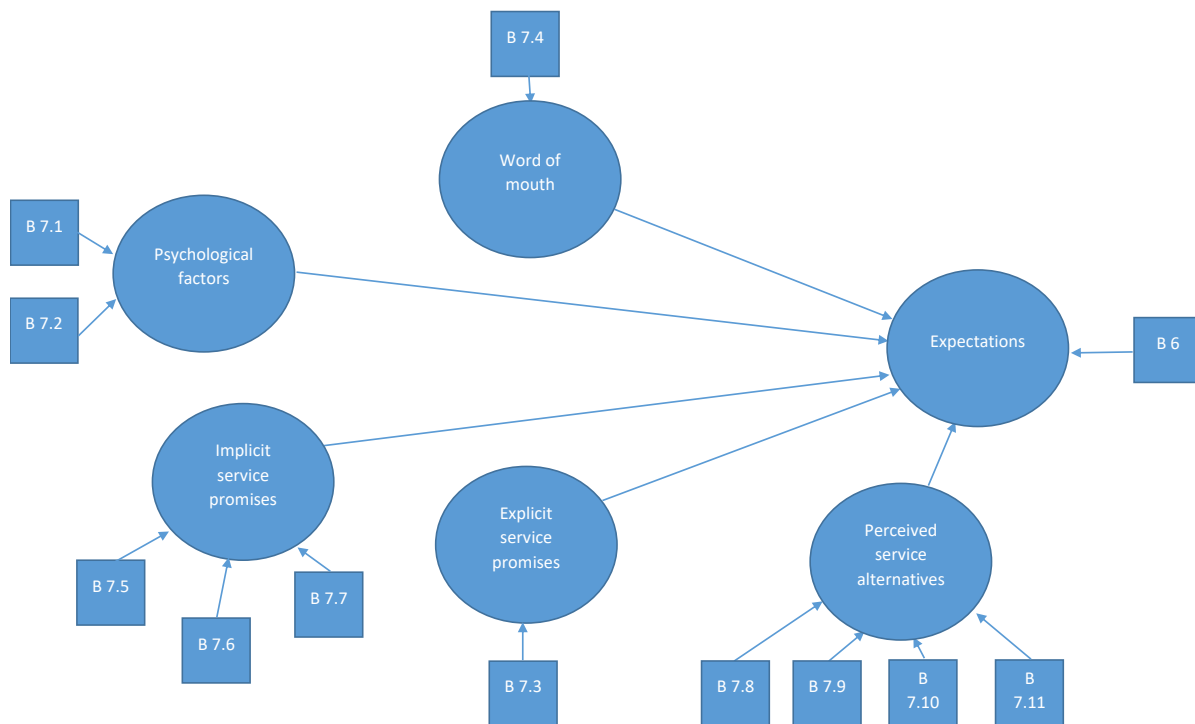 B 7.4
Word of
mouth
B 7.1
Psychological
factors
B 7.2
Expectations
B 6
Implicit
service
promises
Explicit
service
promises
Perceived
service
alternatives
B 7.5
B 7.6
B 7.7
B 7.3
B 7.8
B 7.9
B
7.10
B
7.11